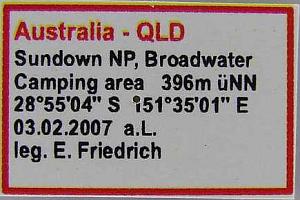 Australia - QLD
Sundown NP, Broadwater
Camping area 396m üNN
28°55'04" S 151°35'01" E
03.02.2007 a.L.
leg. E. Friedrich